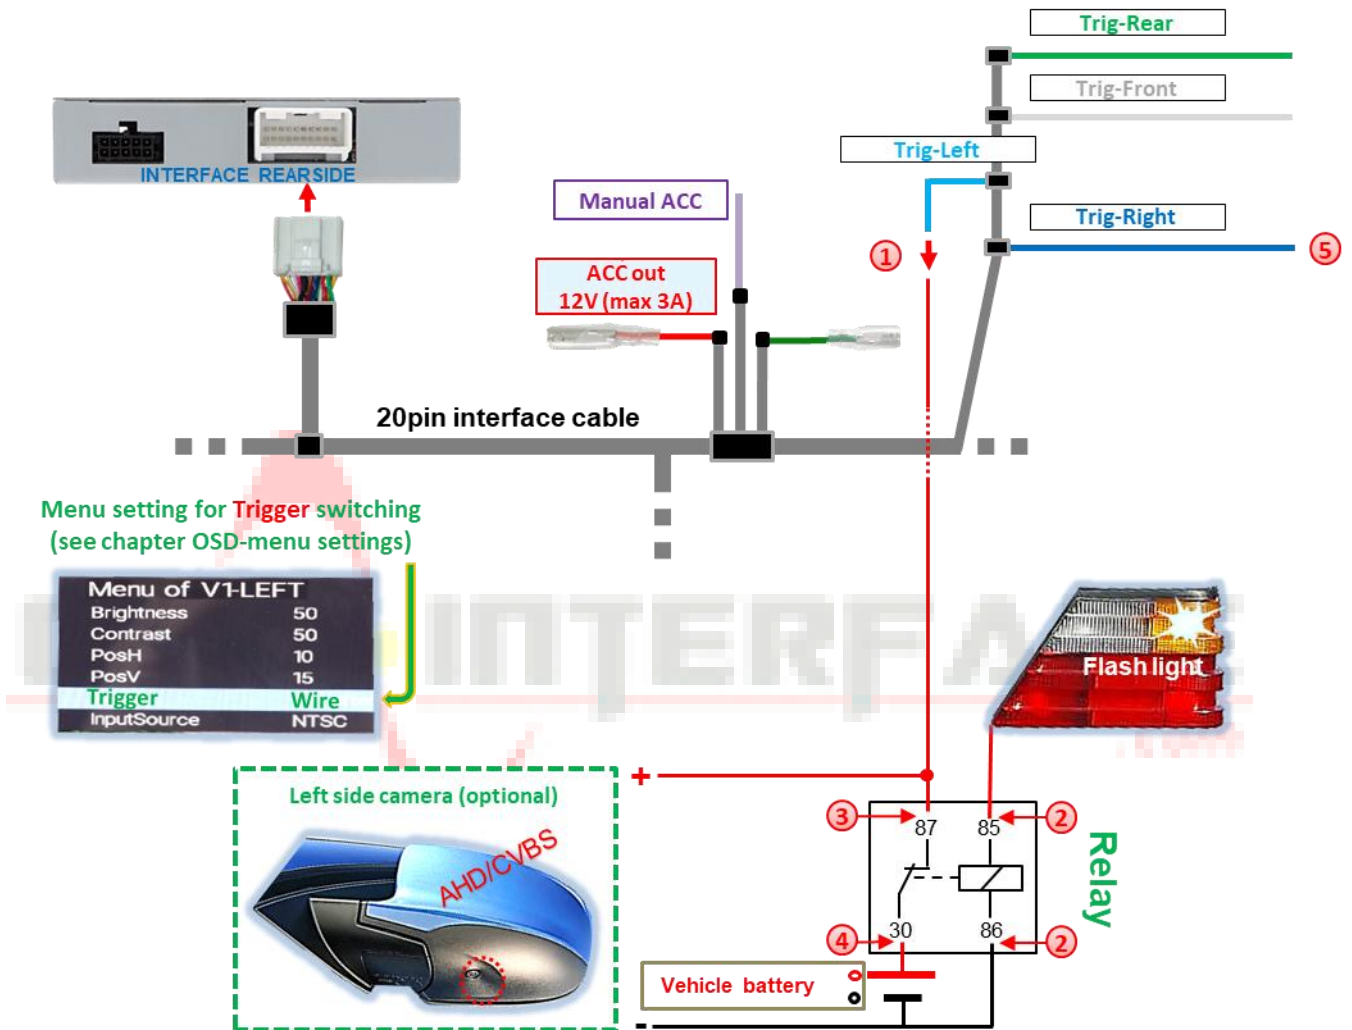 Trig-Rear
Trig-Front
Trig-Left
INTERFACE REARSIDE
Manual ACC
Trig-Right
1
5
ACC out
12V (max 3A)
20pin interface cable
Menu setting for Trigger switching
(see chapter OSD-menu settings)
Menu of V1-LEFT
Brightness 50
Contrast 50
PosH 10
PosV 15
Trigger Wire
InputSource NTSC
INTERFA
.com
Flash light
+
Left side camera (optional)
AHD/CVBS
3
87
85
2
Relay
4
30
86
2
Vehicle battery
-